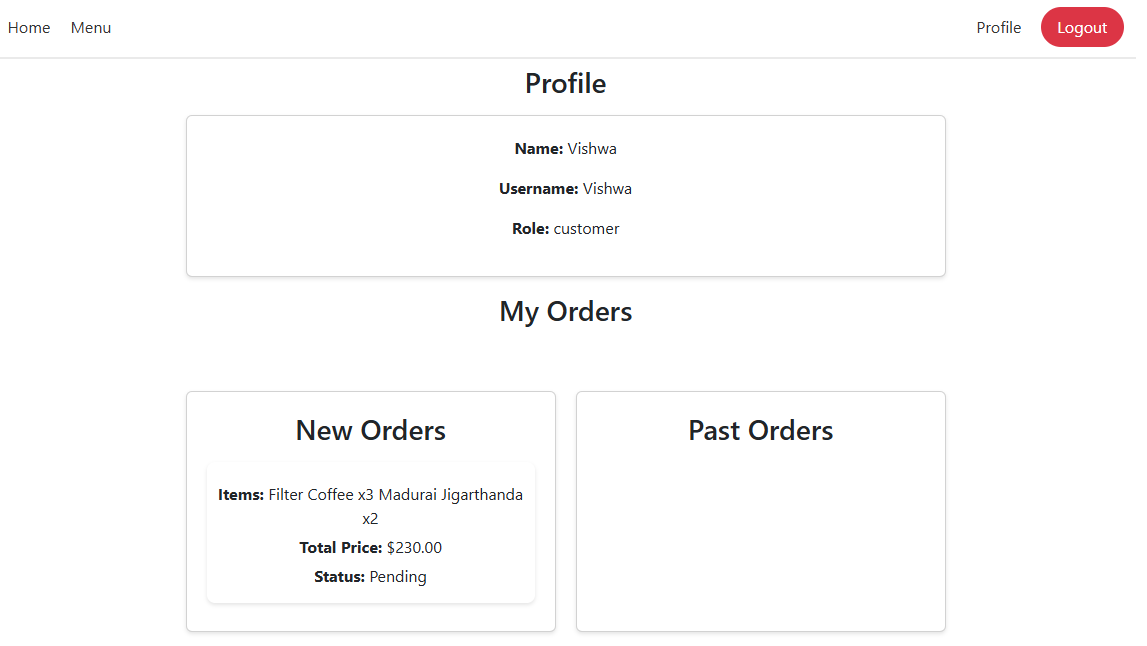 Home Menu Profile Logout
Profile
Name: Vishwa
Username: Vishwa
Role: customer
My Orders
New Orders
Items: Filter Coffee x3 Madurai Jigarthanda
x2
Total Price: $230.00
Status: Pending
Past Orders